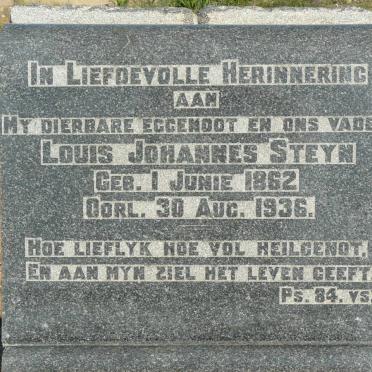 In Liefdevolle Herinnering
aan
My dierbare eggenoot en ons vade
Louis Johannes Steyn
Geb. 1 Junie 1862
Oorl. 30 Aug. 1936.
Hoe lieflyk hoe vol heilgenot,
En aan myn ziel het leven geeft
Ps. 84. vs.